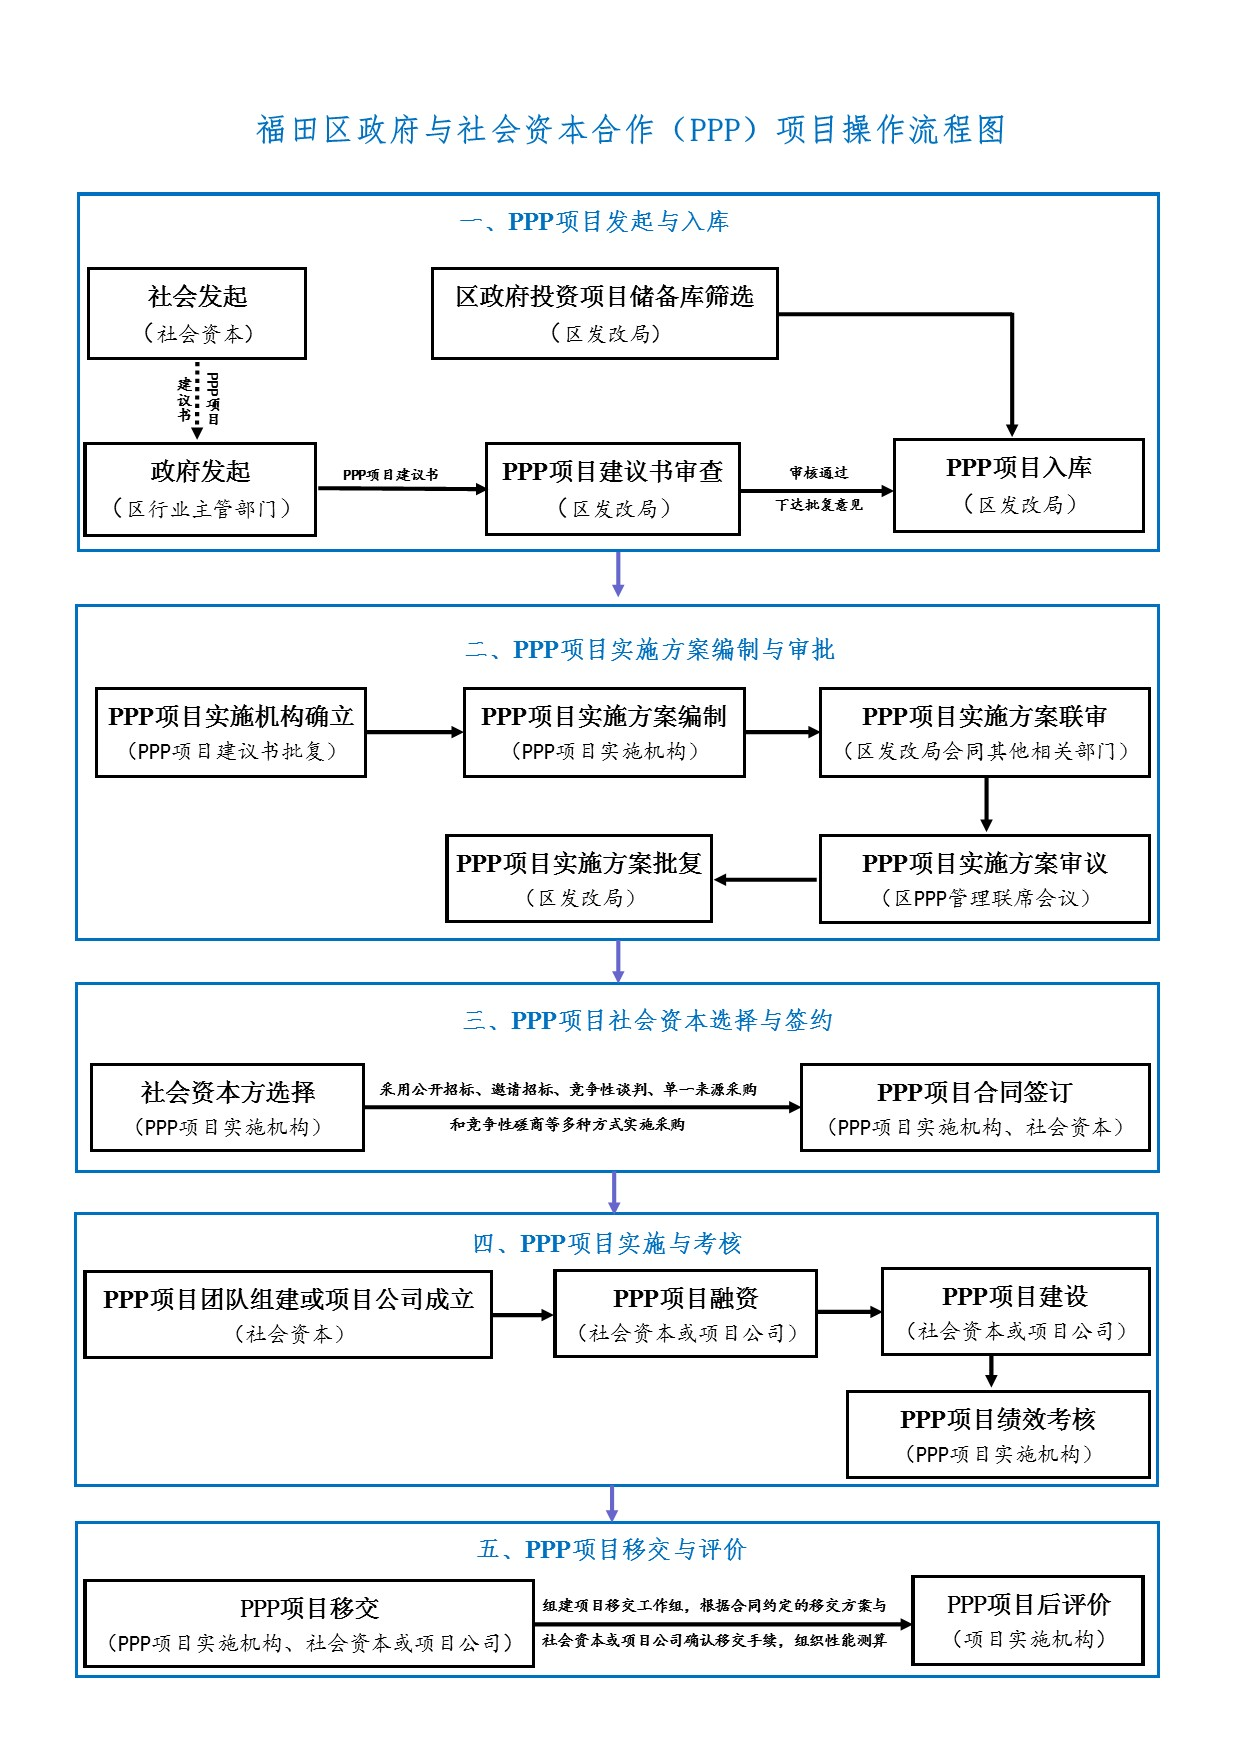 福田区政府与社会资本合作（PPP）项目操作流程图
一、PPP项目发起与入库
社会发起
（社会资本）
区政府投资项目储备库筛选
（区发改局）
PPP项目
建议书
政府发起
（区行业主管部门）
PPP项目建议书
PPP项目建议书审查
（区发改局）
审核通过
下达批复意见
PPP项目入库
（区发改局）
二、PPP项目实施方案编制与审批
PPP项目实施机构确立
（PPP项目建议书批复）
PPP项目实施方案编制
（PPP项目实施机构）
PPP项目实施方案联审
（区发改局会同其他相关部门）
PPP项目实施方案批复
（区发改局）
PPP项目实施方案审议
（区PPP管理联席会议）
三、PPP项目社会资本选择与签约
社会资本方选择
（PPP项目实施机构）
采用公开招标、邀请招标、竞争性谈判、单一来源采购
和竞争性磋商等多种方式实施采购
PPP项目合同签订
（PPP项目实施机构、社会资本）
四、PPP项目实施与考核
PPP项目团队组建或项目公司成立
（社会资本）
PPP项目融资
（社会资本或项目公司）
PPP项目建设
（社会资本或项目公司）
PPP项目绩效考核
（PPP项目实施机构）
五、PPP项目移交与评价
PPP项目移交
（PPP项目实施机构、社会资本或项目公司）
组建项目移交工作组，根据合同约定的移交方案与
社会资本或项目公司确认移交手续，组织性能测算
PPP项目后评价
（项目实施机构）